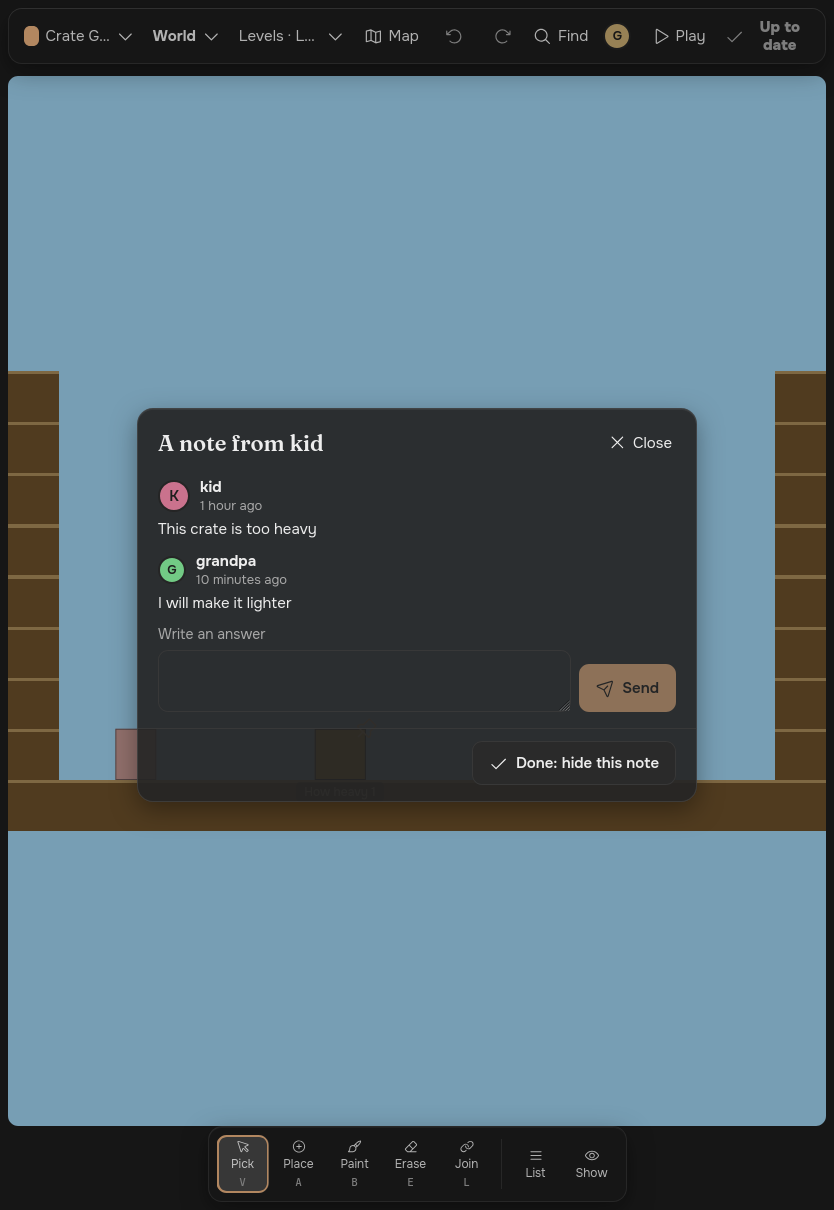 Crate G... World Levels · L... Map Find G Play Up to date
A note from kid
Close
K
kid
1 hour ago
This crate is too heavy
G
grandpa
10 minutes ago
I will make it lighter
Write an answer
Send
Done: hide this note
Pick Place Paint Erase Join List Show
V A B E L